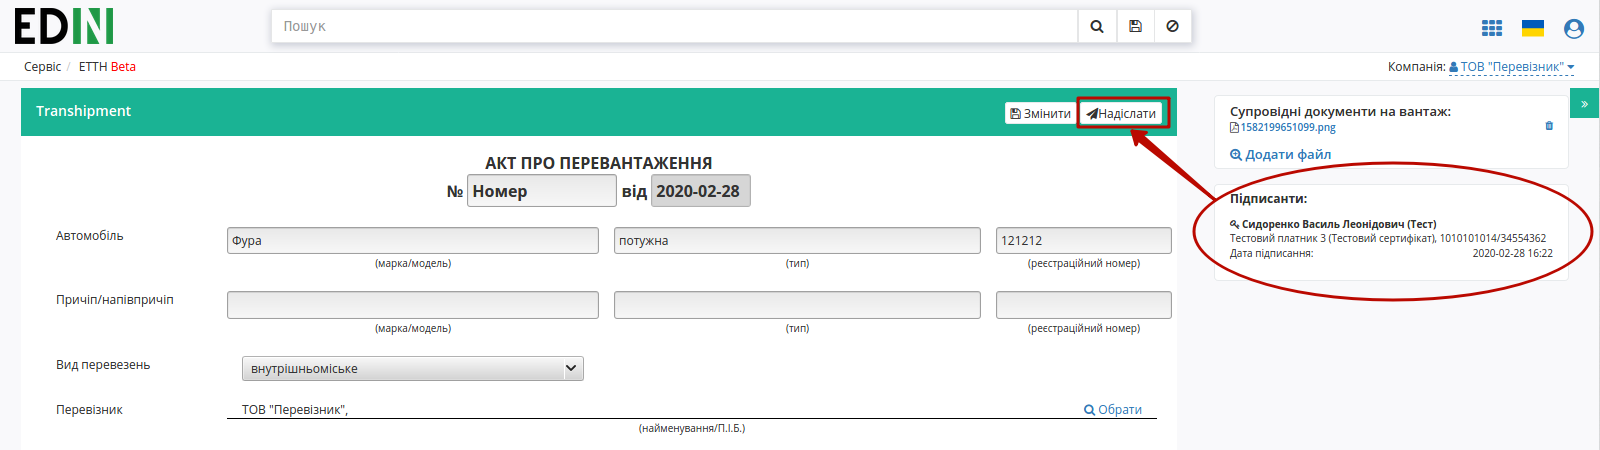 EDIN
Пошук
Сервіс / ЕТТН Beta
Компанія: ТОВ "Перевізник"
Transhipment
Змінити
Надіслати
»
Супровідні документи на вантаж:
1582199651099.png
Додати файл
АКТ ПРО ПЕРЕВАНТАЖЕННЯ
№ Номер від 2020-02-28
Підписанти:
Сидоренко Василь Леонідович (Тест)
Тестовий платник 3 (Тестовий сертифікат), 1010101014/34554362
Дата підписання: 2020-02-28 16:22
Автомобіль Фура потужна 121212
(марка/модель) (тип) (реєстраційний номер)
Причіп/напівпричіп
(марка/модель) (тип) (реєстраційний номер)
Вид перевезень внутрішньоміське
Перевізник ТОВ "Перевізник", Обрати
(найменування/П.І.Б.)